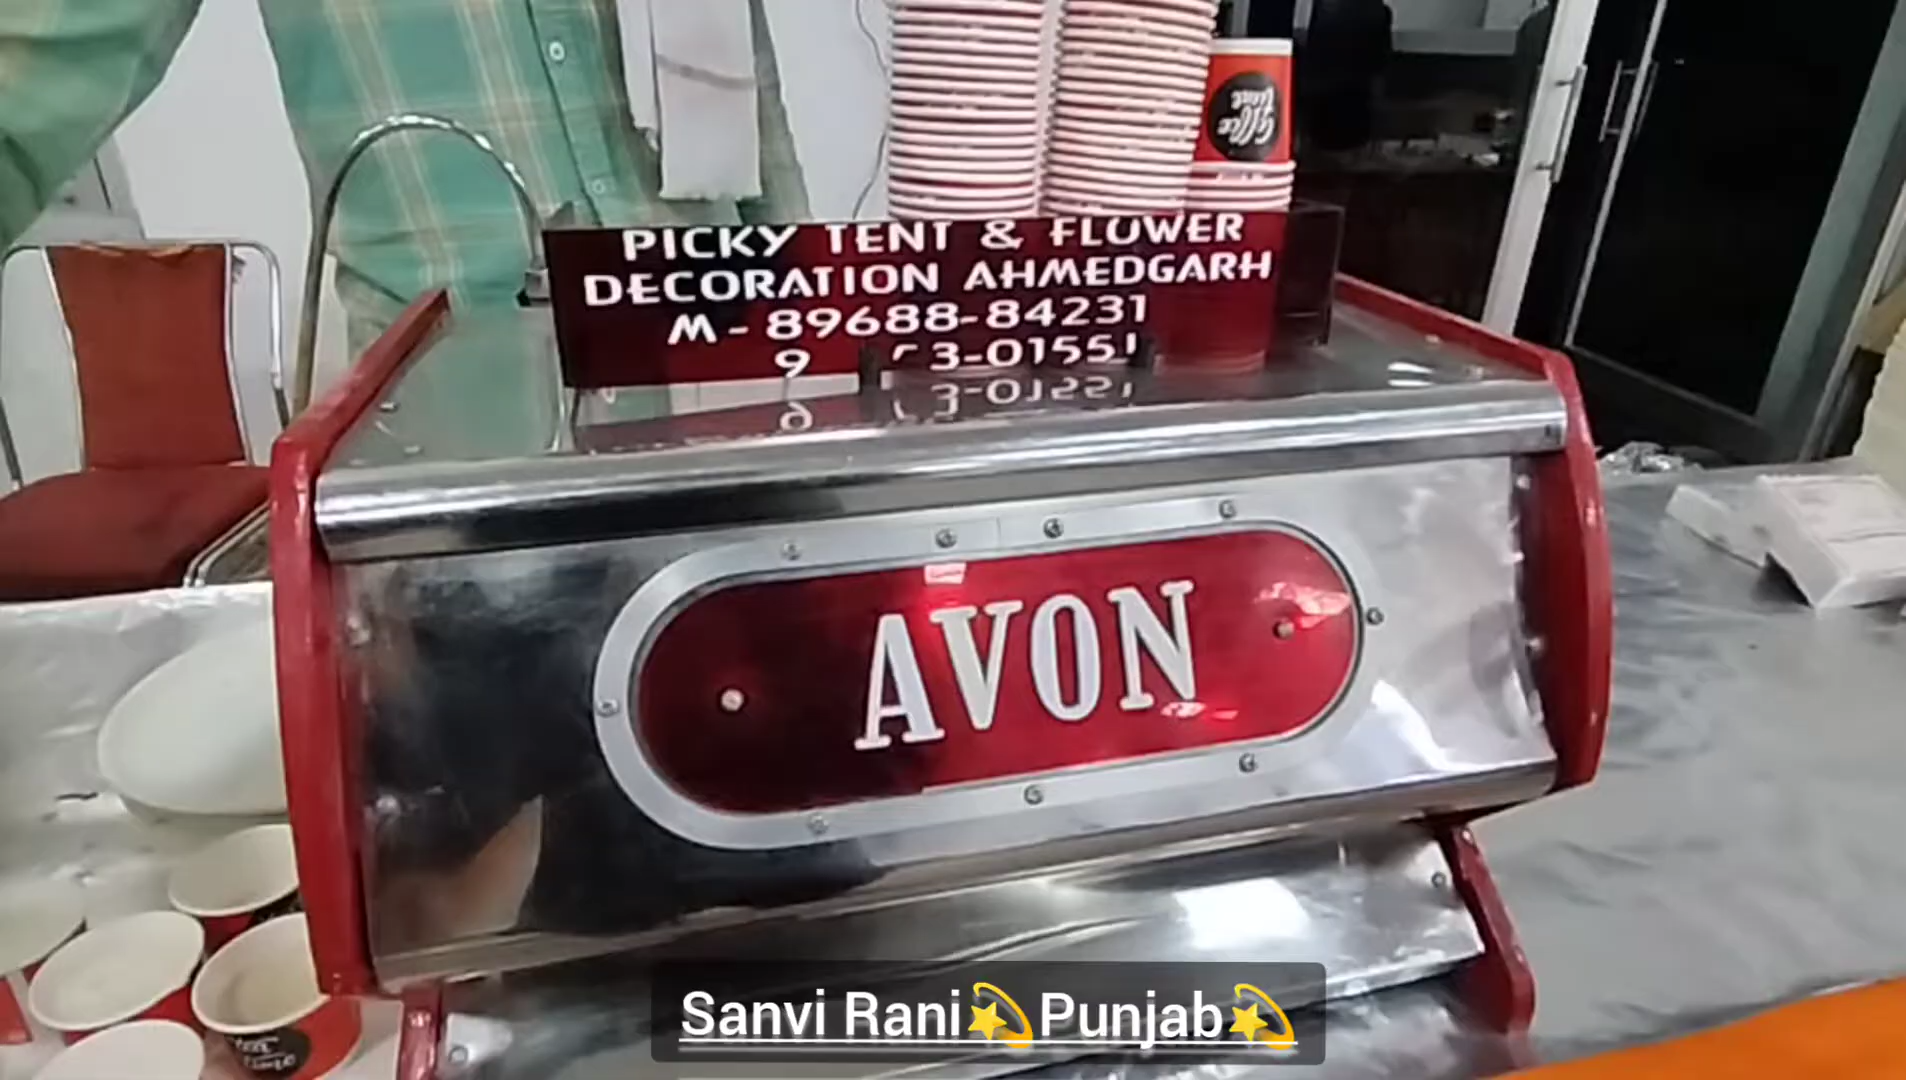 PICKY TENT & FLOWER
DECORATION AHMEDGARH
M-89688-84231
AVON
Sanvi Rani💫Punjab💫